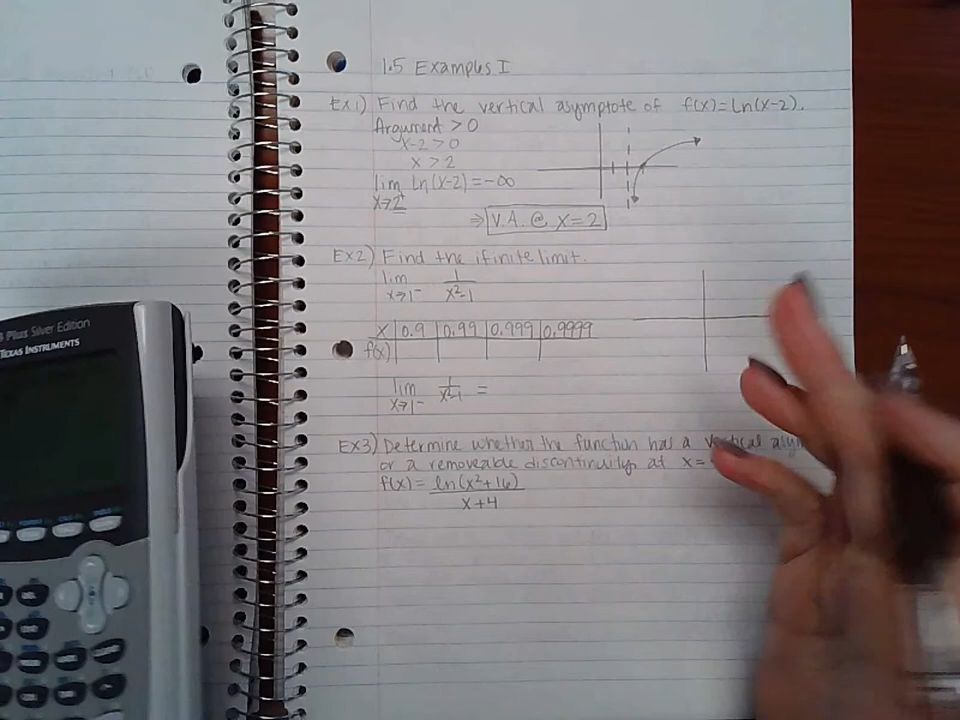 1.5 Examples I
Ex1) Find the vertical asymptote of f(x)=Ln(x-2).
Argument > 0
x-2>0
x > 2
lim Ln(x-2) = -∞
x→2⁺
⇒ V.A. @ x=2
Ex2) Find the ifinite limit.
lim 1/(x²-1)
x→1⁻
x 0.9 0.99 0.999 0.9999
f(x)
lim 1/(x²-1) =
x→1⁻
Ex3) Determine whether the function has a vertical
or a removeable discontinuity at x=
f(x) = ln(x²+16)
x+4
Plus Silver Edition
TEXAS INSTRUMENTS